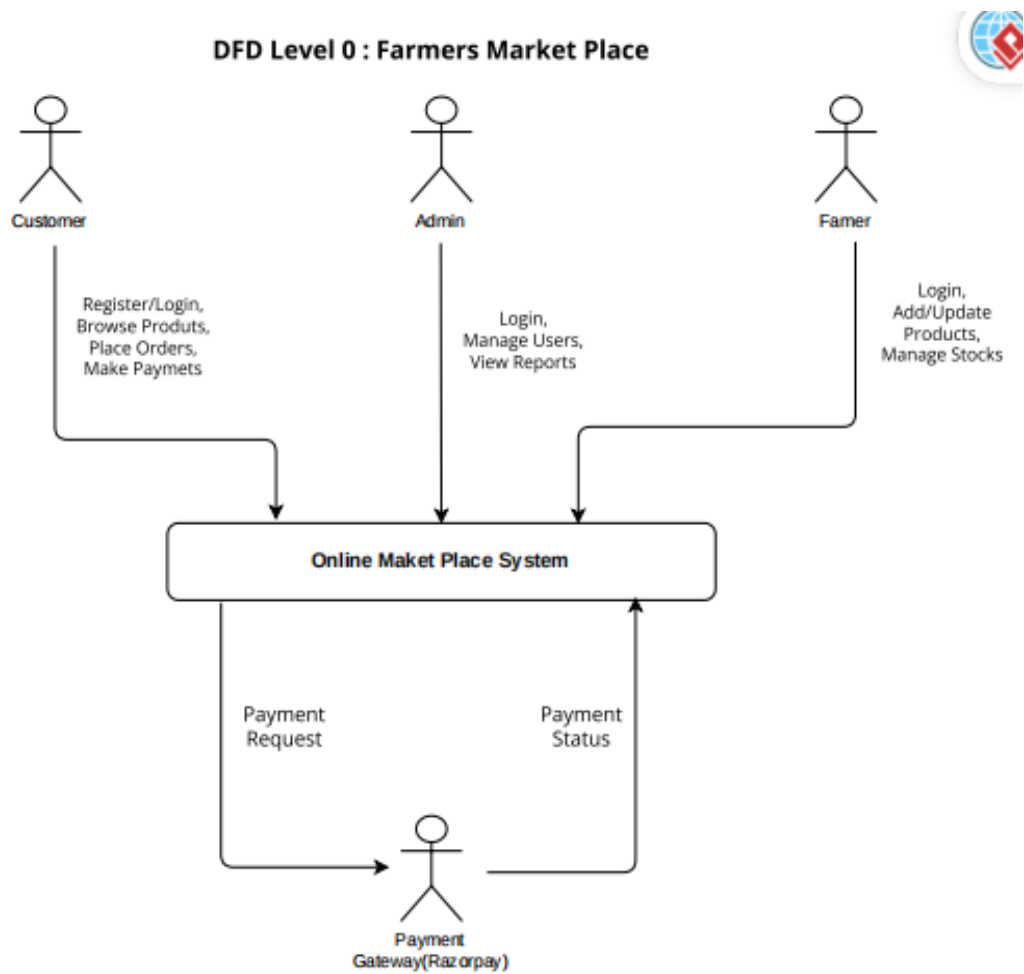 DFD Level 0 : Farmers Market Place
Customer
Admin
Famer
Register/Login,
Browse Produts,
Place Orders,
Make Paymets
Login,
Manage Users,
View Reports
Login,
Add/Update
Products,
Manage Stocks
Online Maket Place System
Payment
Request
Payment
Status
Payment
Gateway(Razorpay)